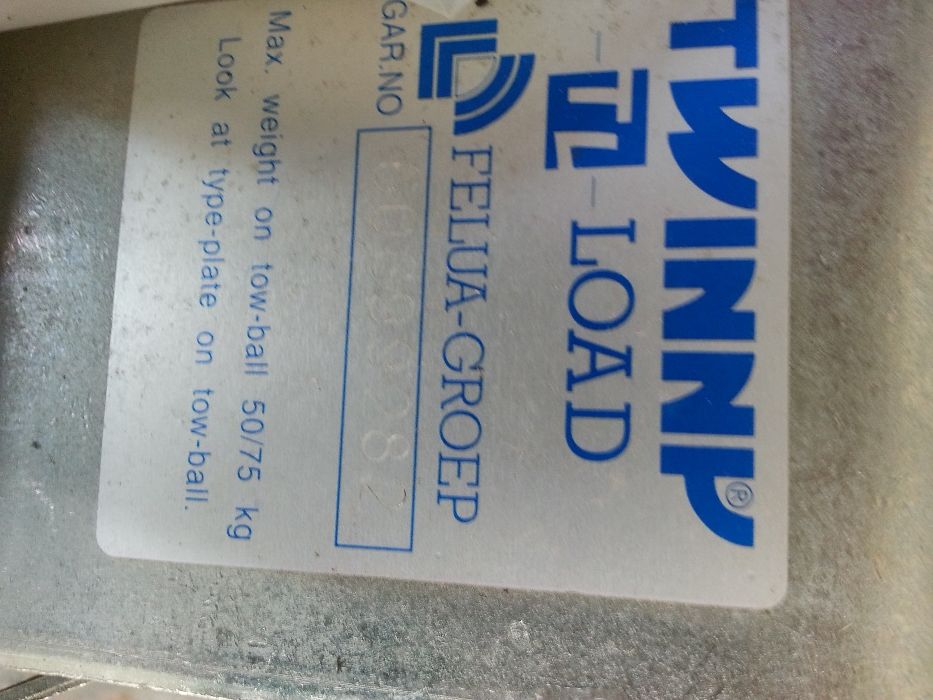 TWINNY®
TL-LOAD
FELUA-GROEP
GAR.NO
Max. weight on tow-ball 50/75 kg
Look at type-plate on tow-ball.